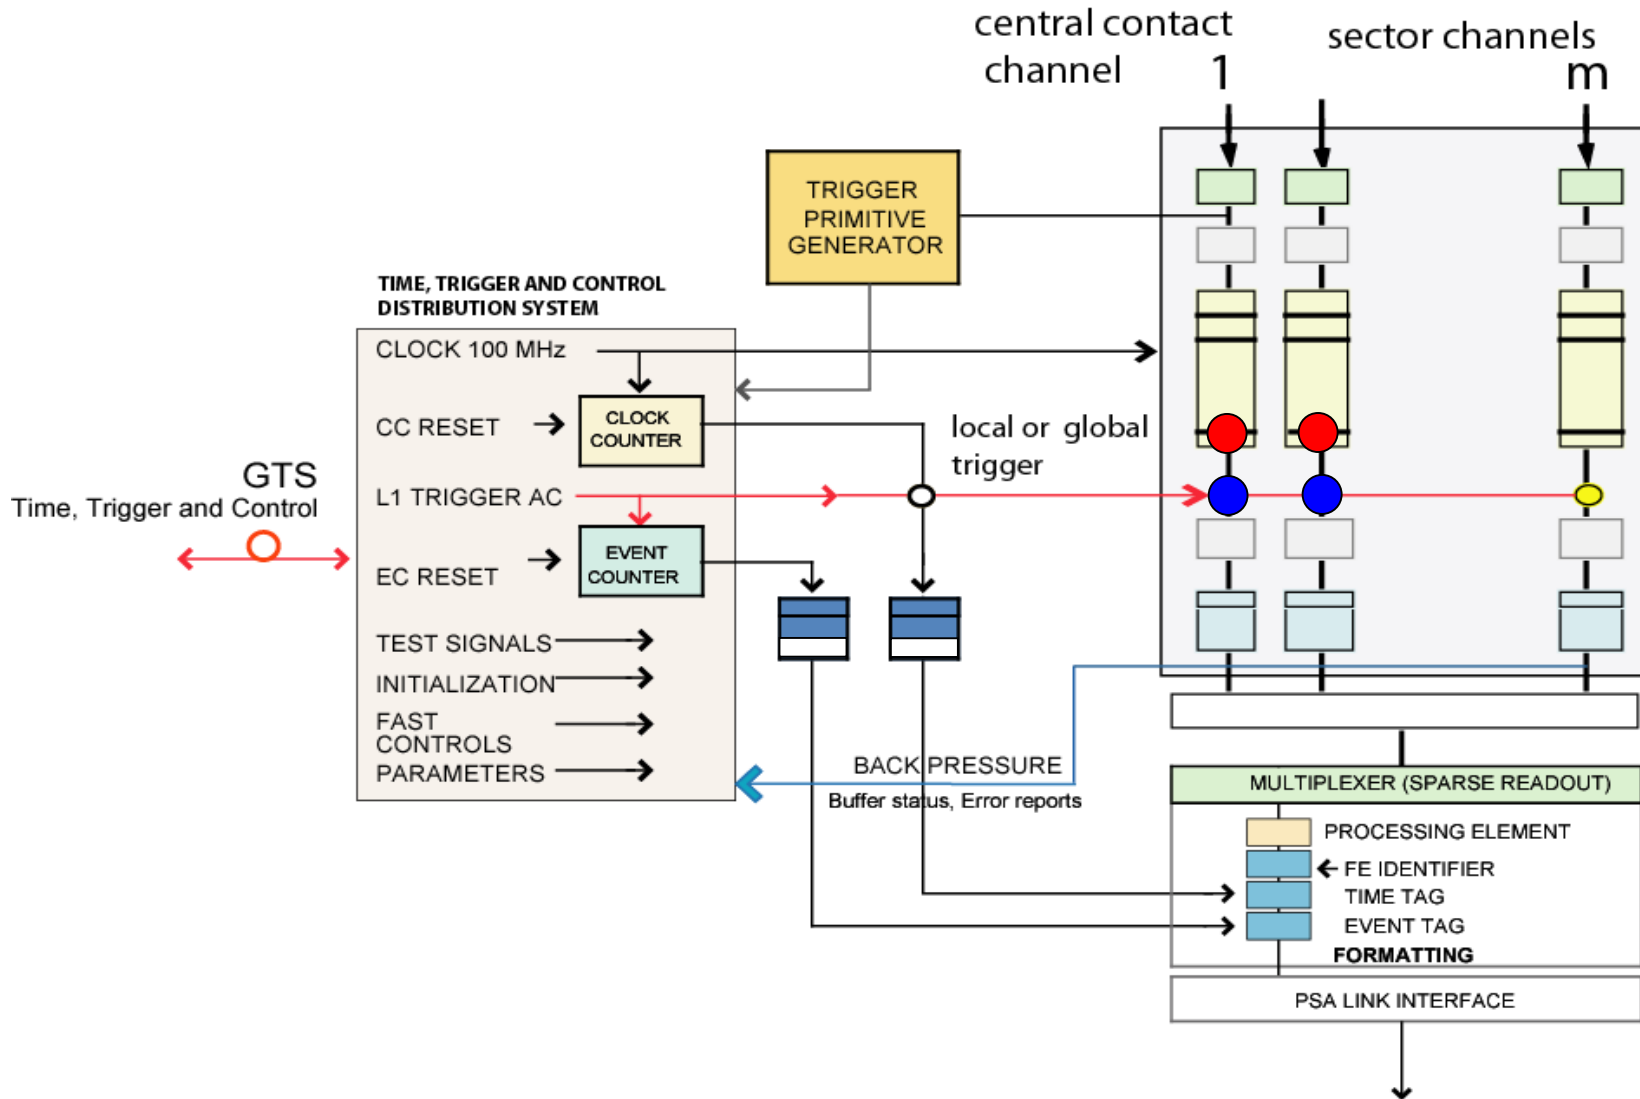 central contact
channel
1
sector channels
m
TRIGGER
PRIMITIVE
GENERATOR
TIME, TRIGGER AND CONTROL
DISTRIBUTION SYSTEM
CLOCK 100 MHz
CC RESET
CLOCK
COUNTER
local or global
trigger
GTS
Time, Trigger and Control
L1 TRIGGER AC
EC RESET
EVENT
COUNTER
TEST SIGNALS
INITIALIZATION
FAST
CONTROLS
PARAMETERS
BACK PRESSURE
Buffer status, Error reports
MULTIPLEXER (SPARSE READOUT)
PROCESSING ELEMENT
FE IDENTIFIER
TIME TAG
EVENT TAG
FORMATTING
PSA LINK INTERFACE